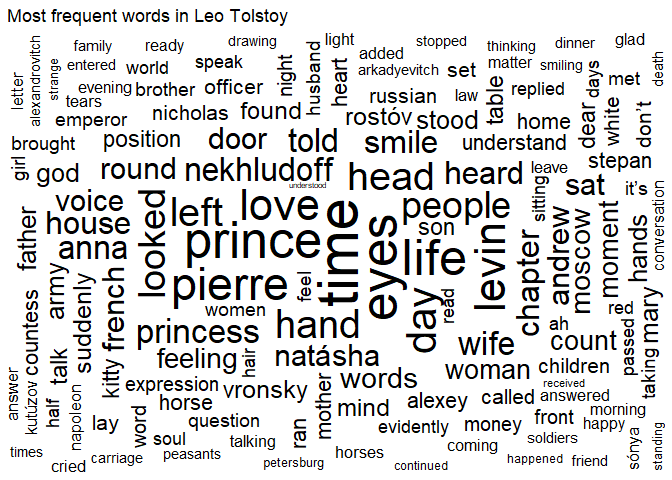 Most frequent words in Leo Tolstoy
family ready drawing light stopped thinking dinner glad
letter alexandrovitch strange entered world speak night husband heart added arkadyevitch set matter smiling days met death
evening brother officer russian law table replied
tears emperor nicholas found rostóv stood home dear white don’t
brought position door told smile understand
girl god round nekhludoff head heard leave stepan
understood sitting sat it’s conversation
voice looked left love time eyes people
father house anna prince life levin son chapter andrew moscow moment hands
army french suddenly pierre feel women day read red
countess talk kitty princess hand wife ah count passed taking mary
feeling hair natásha woman children
answer kutúzov half napoleon expression vronsky words received
horse mother mind alexey called answered
lay word question ran evidently money front morning happy
soul talking coming soldiers sónya standing
times cried carriage peasants petersburg horses continued happened friend